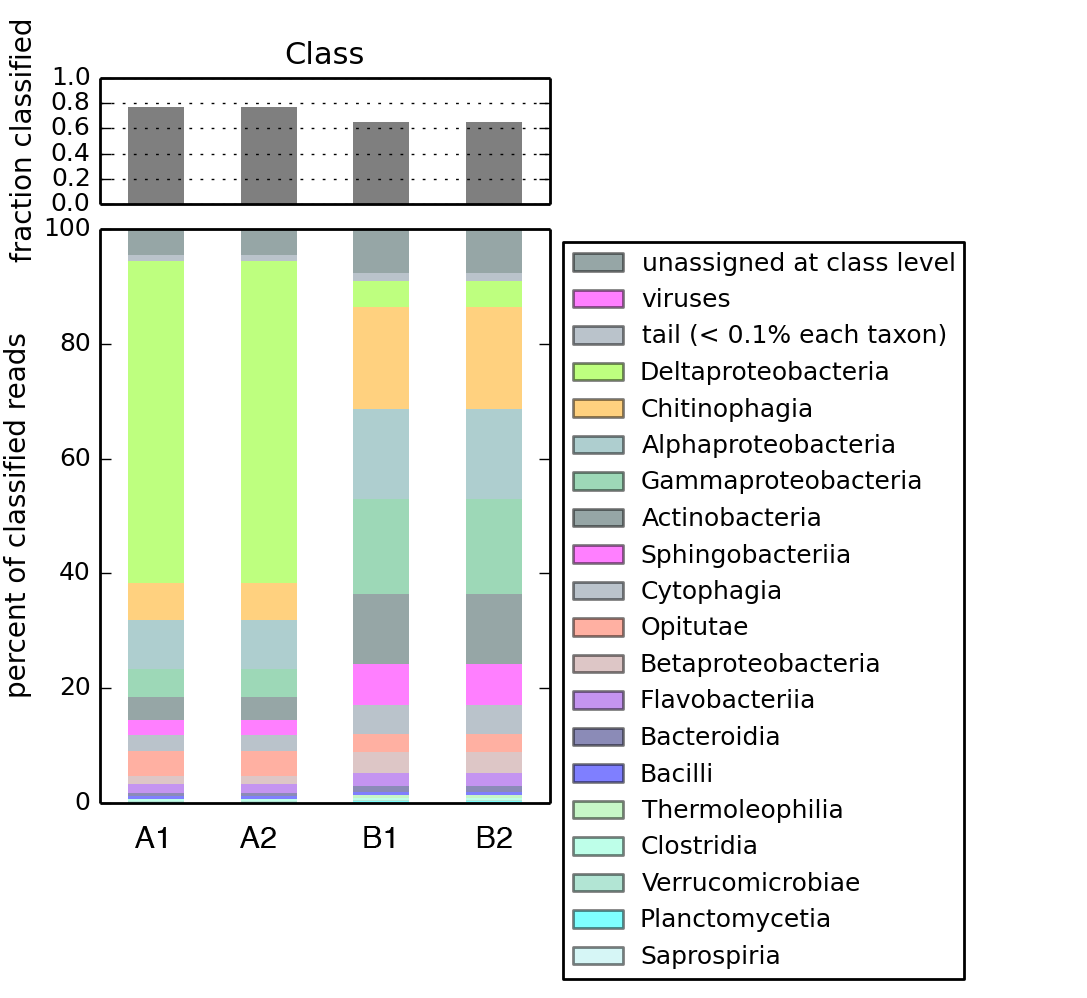 Class
fraction classified
1.0
0.8
0.6
0.4
0.2
0.0
percent of classified reads
100
80
60
40
20
0
A1 A2 B1 B2
unassigned at class level
viruses
tail (< 0.1% each taxon)
Deltaproteobacteria
Chitinophagia
Alphaproteobacteria
Gammaproteobacteria
Actinobacteria
Sphingobacteriia
Cytophagia
Opitutae
Betaproteobacteria
Flavobacteriia
Bacteroidia
Bacilli
Thermoleophilia
Clostridia
Verrucomicrobiae
Planctomycetia
Saprospiria